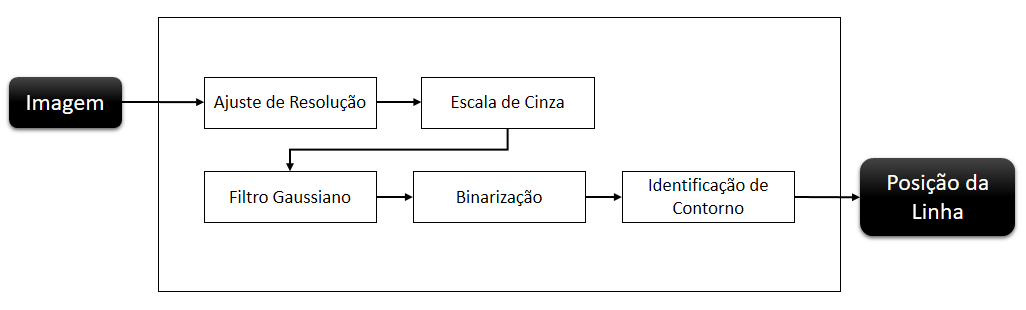 Imagem
Ajuste de Resolução
Escala de Cinza
Filtro Gaussiano
Binarização
Identificação de
Contorno
Posição da
Linha